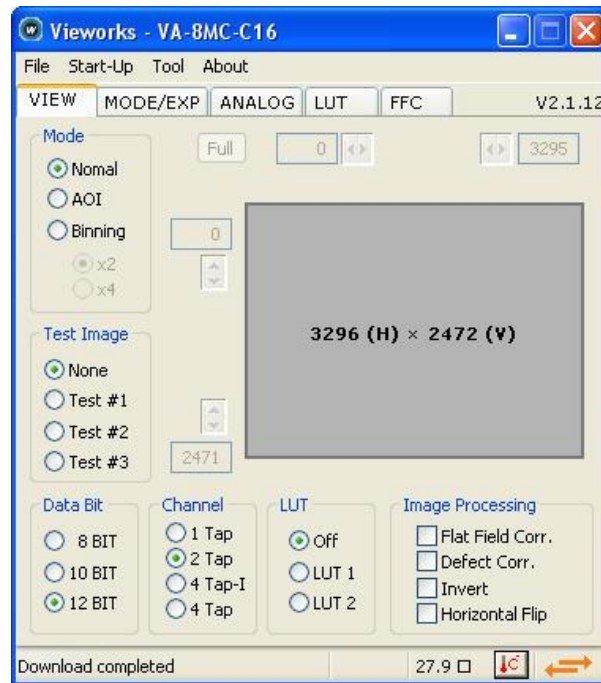 Vieworks - VA-8MC-C16
File Start-Up Tool About
VIEW MODE/EXP ANALOG LUT FFC V2.1.12
Mode
Nomal
AOI
Binning
x2
x4
Full 0 3295
0
3296 (H) × 2472 (V)
2471
Test Image
None
Test #1
Test #2
Test #3
Data Bit
8 BIT
10 BIT
12 BIT
Channel
1 Tap
2 Tap
4 Tap-I
4 Tap
LUT
Off
LUT 1
LUT 2
Image Processing
Flat Field Corr.
Defect Corr.
Invert
Horizontal Flip
Download completed 27.9 □ C